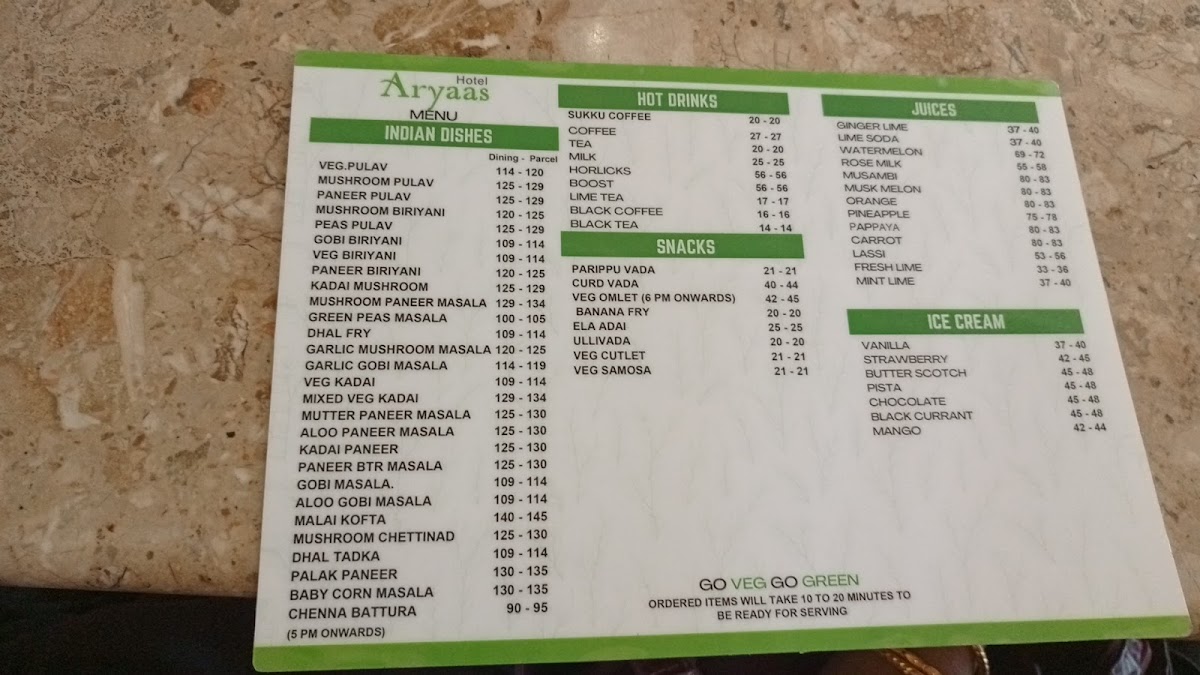 Hotel
Aryaas
MENU
INDIAN DISHES
Dining - Parcel
VEG.PULAV 114 - 120
MUSHROOM PULAV 125 - 129
PANEER PULAV 125 - 129
MUSHROOM BIRIYANI 120 - 125
PEAS PULAV 125 - 129
GOBI BIRIYANI 109 - 114
VEG BIRIYANI 109 - 114
PANEER BIRIYANI 120 - 125
KADAI MUSHROOM 125 - 129
MUSHROOM PANEER MASALA 129 - 134
GREEN PEAS MASALA 100 - 105
DHAL FRY 109 - 114
GARLIC MUSHROOM MASALA 120 - 125
GARLIC GOBI MASALA 114 - 119
VEG KADAI 109 - 114
MIXED VEG KADAI 129 - 134
MUTTER PANEER MASALA 125 - 130
ALOO PANEER MASALA 125 - 130
KADAI PANEER 125 - 130
PANEER BTR MASALA 125 - 130
GOBI MASALA. 109 - 114
ALOO GOBI MASALA 109 - 114
MALAI KOFTA 140 - 145
MUSHROOM CHETTINAD 125 - 130
DHAL TADKA 109 - 114
PALAK PANEER 130 - 135
BABY CORN MASALA 130 - 135
CHENNA BATTURA 90 - 95
(5 PM ONWARDS)
HOT DRINKS
SUKKU COFFEE 20 - 20
COFFEE 27 - 27
TEA 20 - 20
MILK 25 - 25
HORLICKS 56 - 56
BOOST 56 - 56
LIME TEA 17 - 17
BLACK COFFEE 16 - 16
BLACK TEA 14 - 14
SNACKS
PARIPPU VADA 21 - 21
CURD VADA 40 - 44
VEG OMLET (6 PM ONWARDS) 42 - 45
BANANA FRY 20 - 20
ELA ADAI 25 - 25
ULLIVADA 20 - 20
VEG CUTLET 21 - 21
VEG SAMOSA 21 - 21
JUICES
GINGER LIME 37 - 40
LIME SODA 37 - 40
WATERMELON 69 - 72
ROSE MILK 55 - 58
MUSAMBI 80 - 83
MUSK MELON 80 - 83
ORANGE 80 - 83
PINEAPPLE 75 - 78
PAPPAYA 80 - 83
CARROT 80 - 83
LASSI 53 - 56
FRESH LIME 33 - 36
MINT LIME 37 - 40
ICE CREAM
VANILLA 37 - 40
STRAWBERRY 42 - 45
BUTTER SCOTCH 45 - 48
PISTA 45 - 48
CHOCOLATE 45 - 48
BLACK CURRANT 45 - 48
MANGO 42 - 44
GO VEG GO GREEN
ORDERED ITEMS WILL TAKE 10 TO 20 MINUTES TO
BE READY FOR SERVING